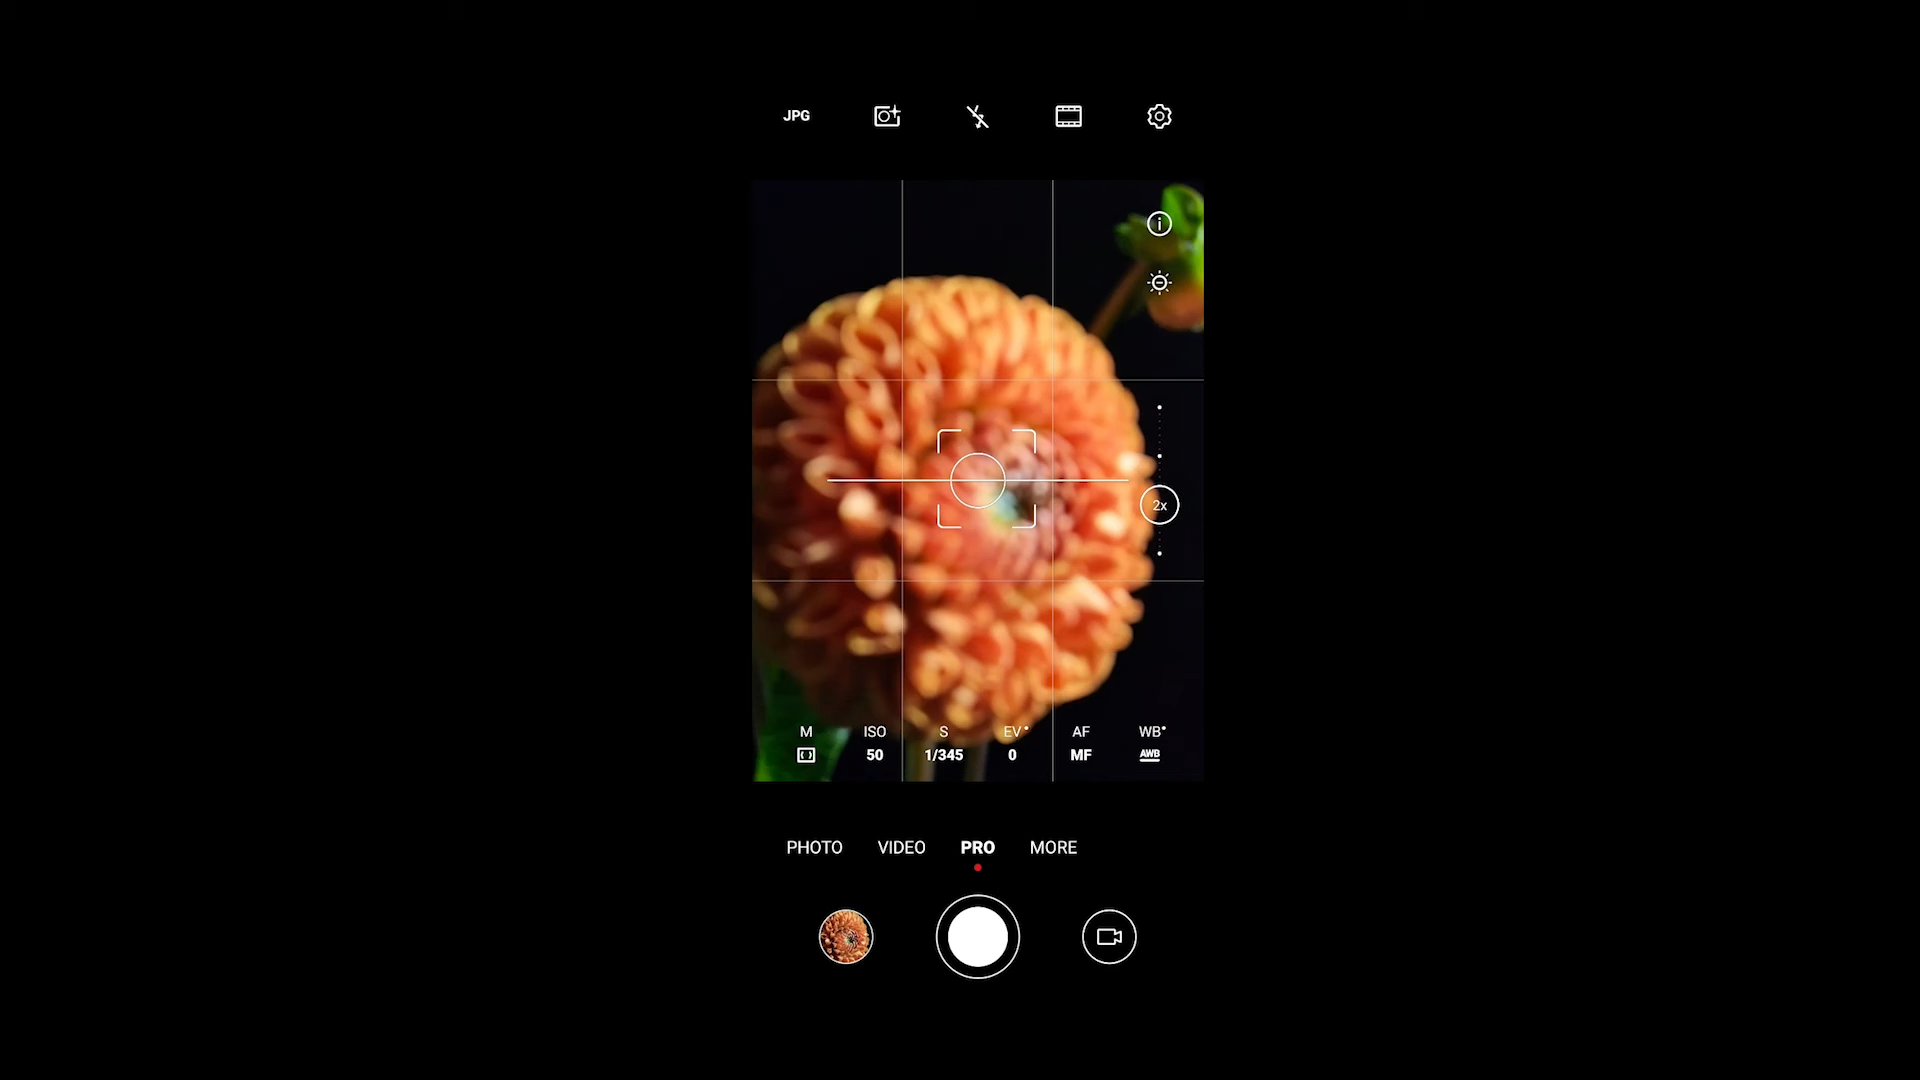 JPG
2x
M ISO S EV AF WB
50 1/345 0 MF AWB
PHOTO VIDEO PRO MORE